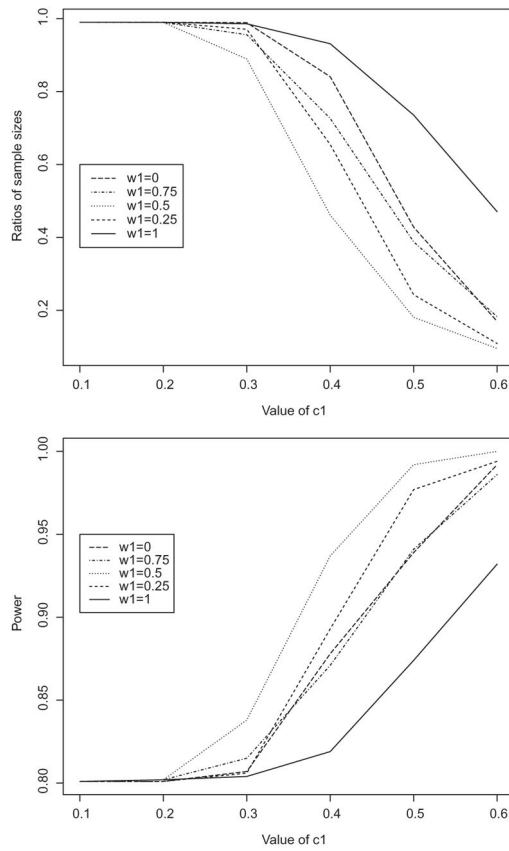 1.0
0.8
0.6
0.4
0.2
Ratios of sample sizes
w1=0
w1=0.75
w1=0.5
w1=0.25
w1=1
0.1 0.2 0.3 0.4 0.5 0.6
Value of c1
1.00
0.95
0.90
0.85
0.80
Power
w1=0
w1=0.75
w1=0.5
w1=0.25
w1=1
0.1 0.2 0.3 0.4 0.5 0.6
Value of c1